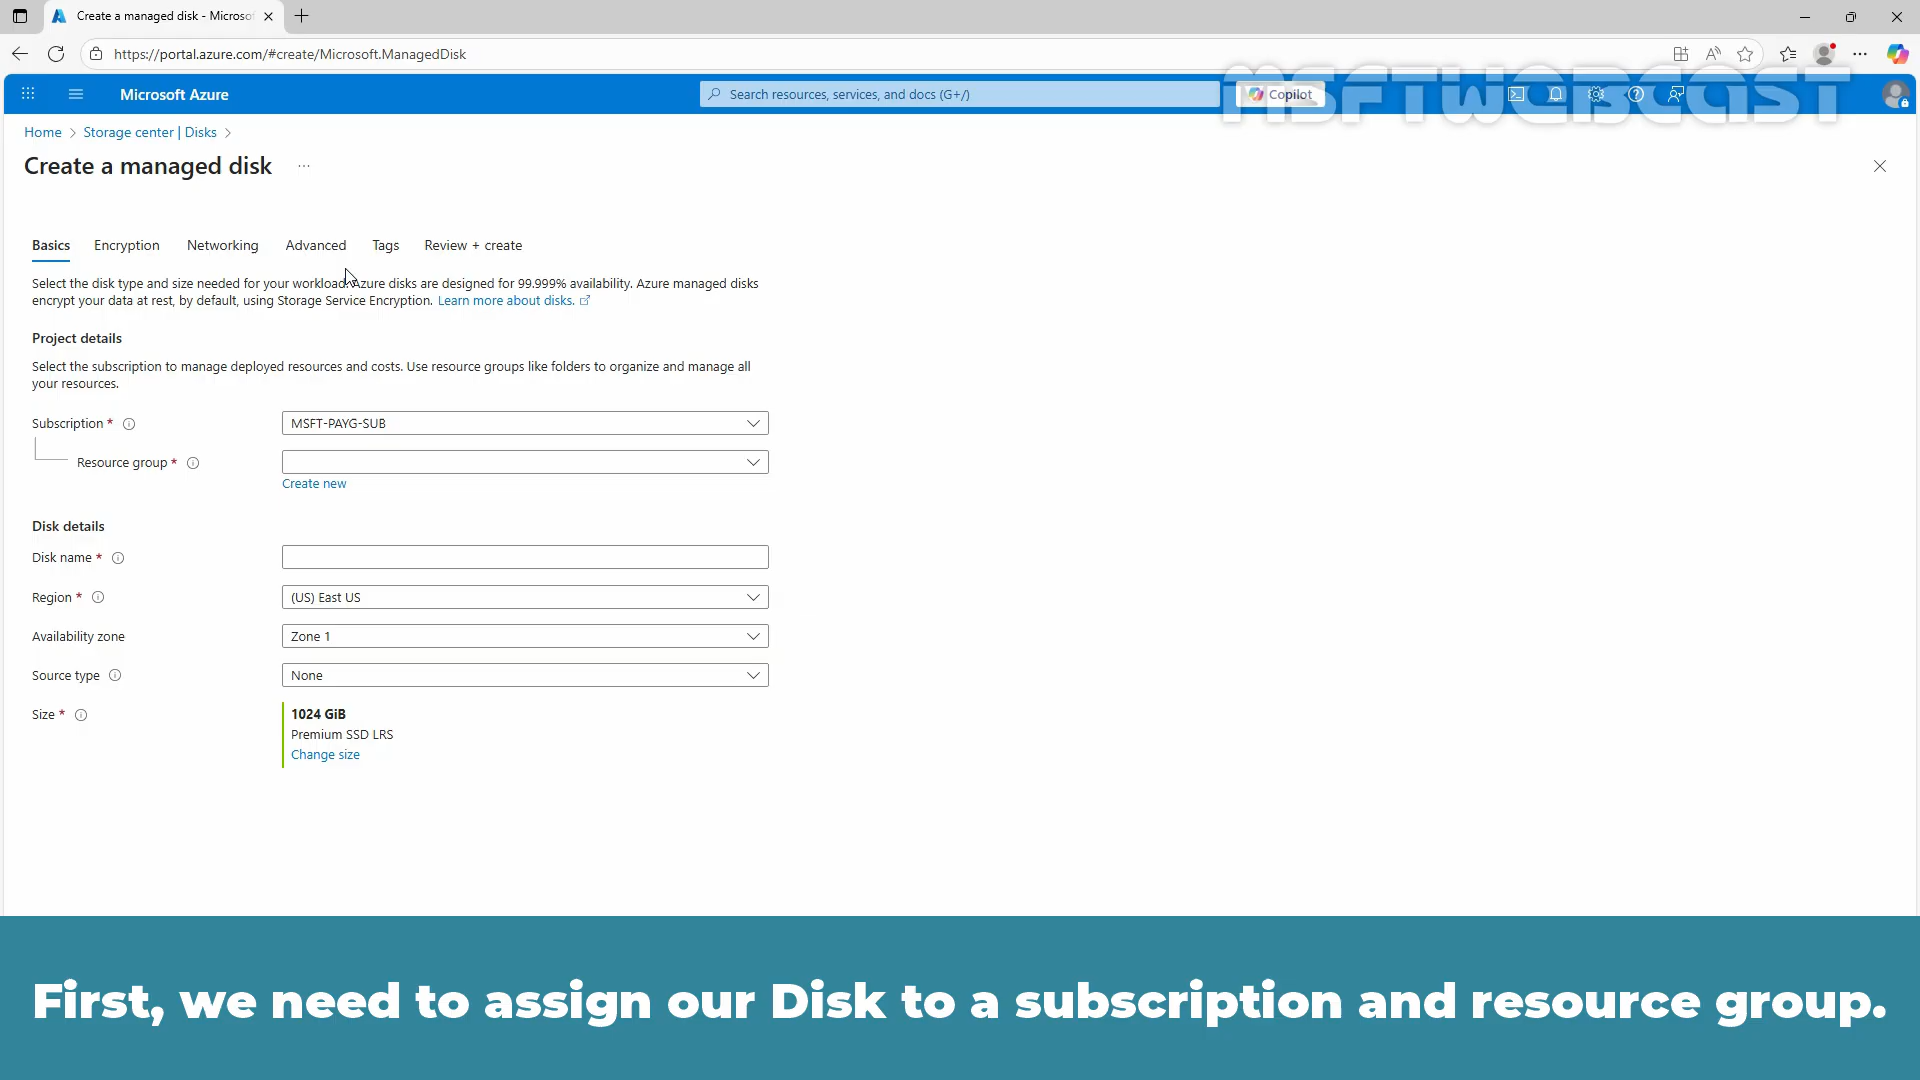 Create a managed disk - Microso
https://portal.azure.com/#create/Microsoft.ManagedDisk
MSFTWEBCAST
Microsoft Azure
Search resources, services, and docs (G+/)
Copilot
Home > Storage center | Disks >
Create a managed disk
Basics Encryption Networking Advanced Tags Review + create
Select the disk type and size needed for your workload. Azure disks are designed for 99.999% availability. Azure managed disks
encrypt your data at rest, by default, using Storage Service Encryption. Learn more about disks.
Project details
Select the subscription to manage deployed resources and costs. Use resource groups like folders to organize and manage all
your resources.
Subscription *
MSFT-PAYG-SUB
Resource group *
Create new
Disk details
Disk name *
Region *
(US) East US
Availability zone
Zone 1
Source type
None
Size *
1024 GiB
Premium SSD LRS
Change size
First, we need to assign our Disk to a subscription and resource group.